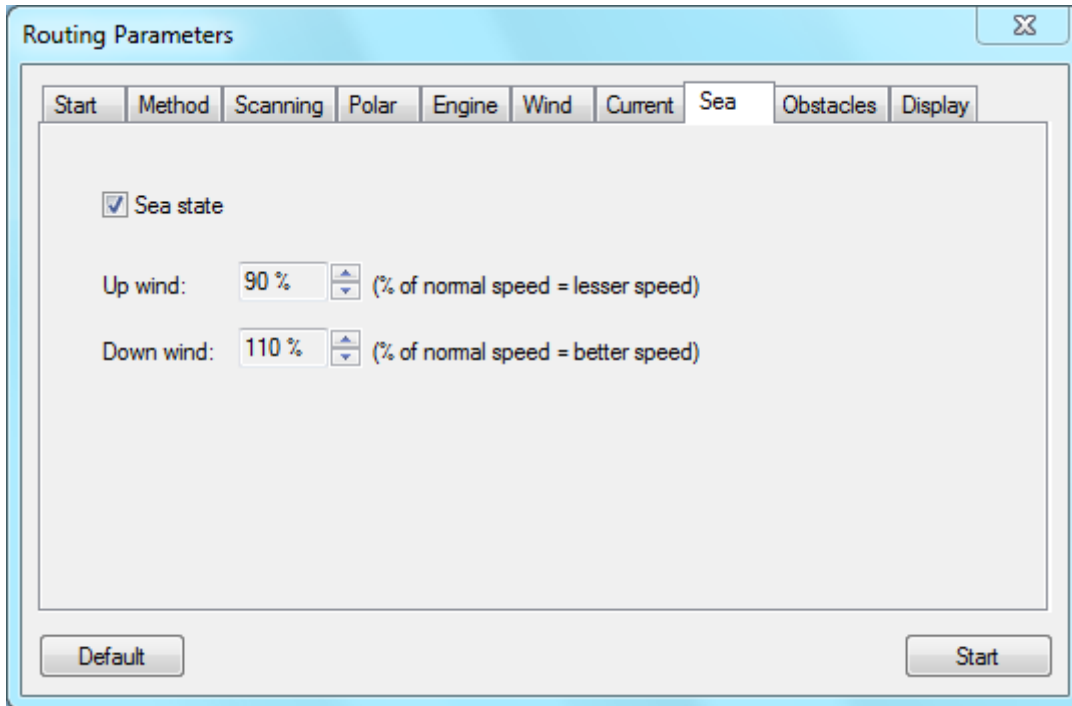 Routing Parameters
Start Method Scanning Polar Engine Wind Current Sea Obstacles Display
Sea state
Up wind: 90 % (% of normal speed = lesser speed)
Down wind: 110 % (% of normal speed = better speed)
Default Start